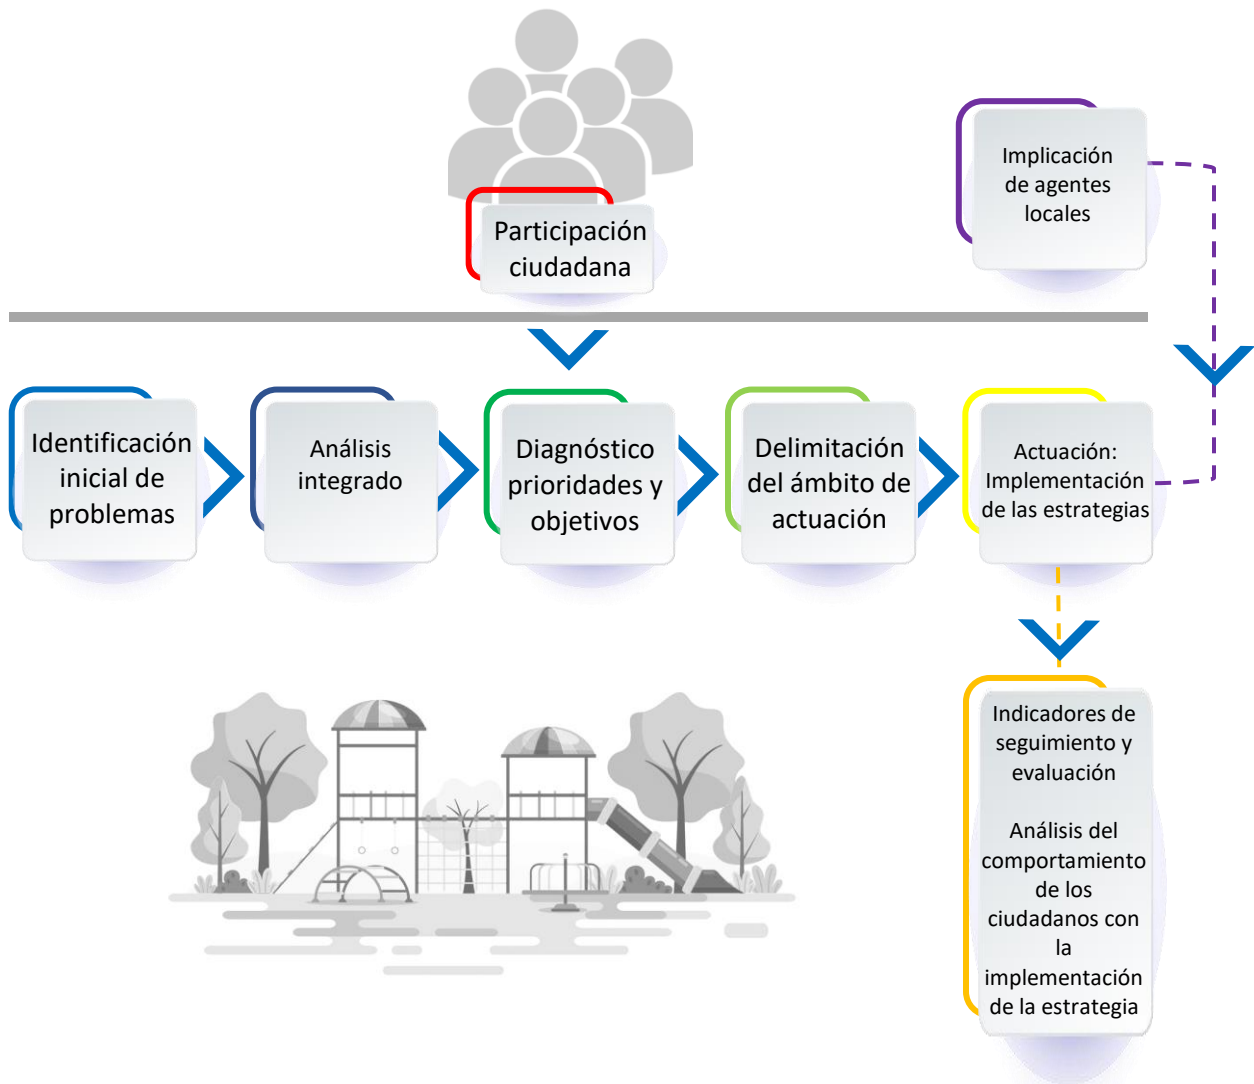 Participación
ciudadana
Implicación
de agentes
locales
Identificación
inicial de
problemas
Análisis
integrado
Diagnóstico
prioridades y
objetivos
Delimitación
del ámbito de
actuación
Actuación:
Implementación
de las estrategias
Indicadores de
seguimiento y
evaluación
Análisis del
comportamiento
de los
ciudadanos con
la
implementación
de la estrategia